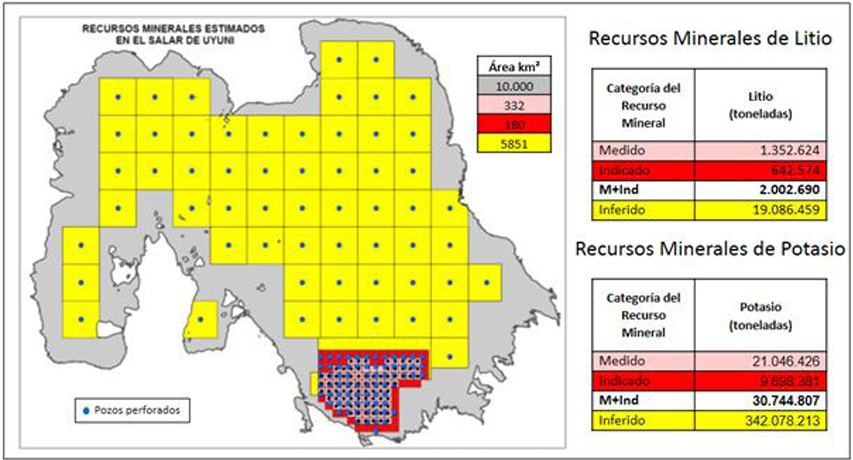 RECURSOS MINERALES ESTIMADOS
EN EL SALAR DE UYUNI
Área km²
10.000
332
180
5851
Pozos perforados
Recursos Minerales de Litio
Categoría del
Recurso
Mineral
Litio
(toneladas)
Medido 1.352.624
Indicado 642.574
M+Ind 2.002.690
Inferido 19.086.459
Recursos Minerales de Potasio
Categoría del
Recurso
Mineral
Potasio
(toneladas)
Medido 21.046.426
Indicado 9.698.381
M+Ind 30.744.807
Inferido 342.078.213